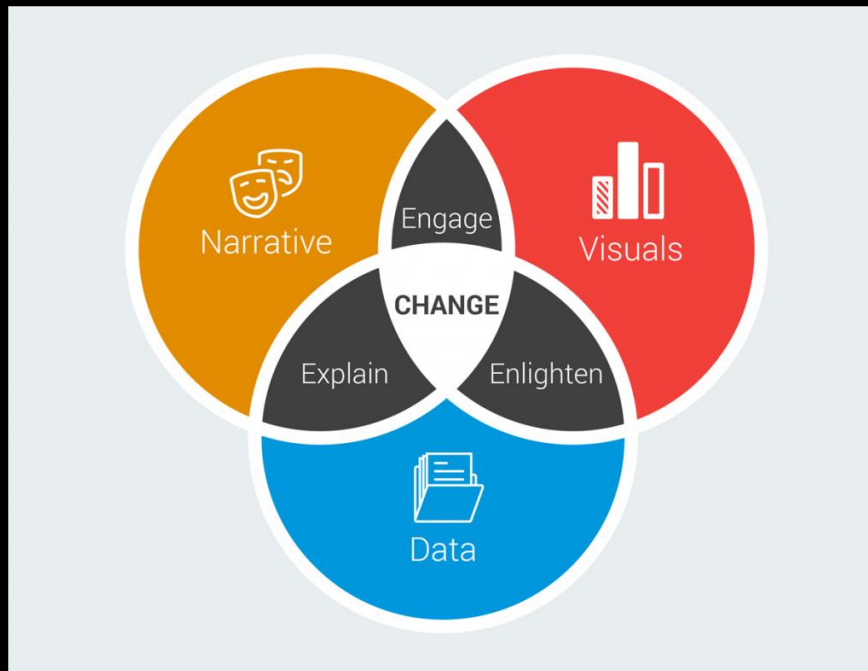 Engage
Narrative
Visuals
CHANGE
Explain
Enlighten
Data